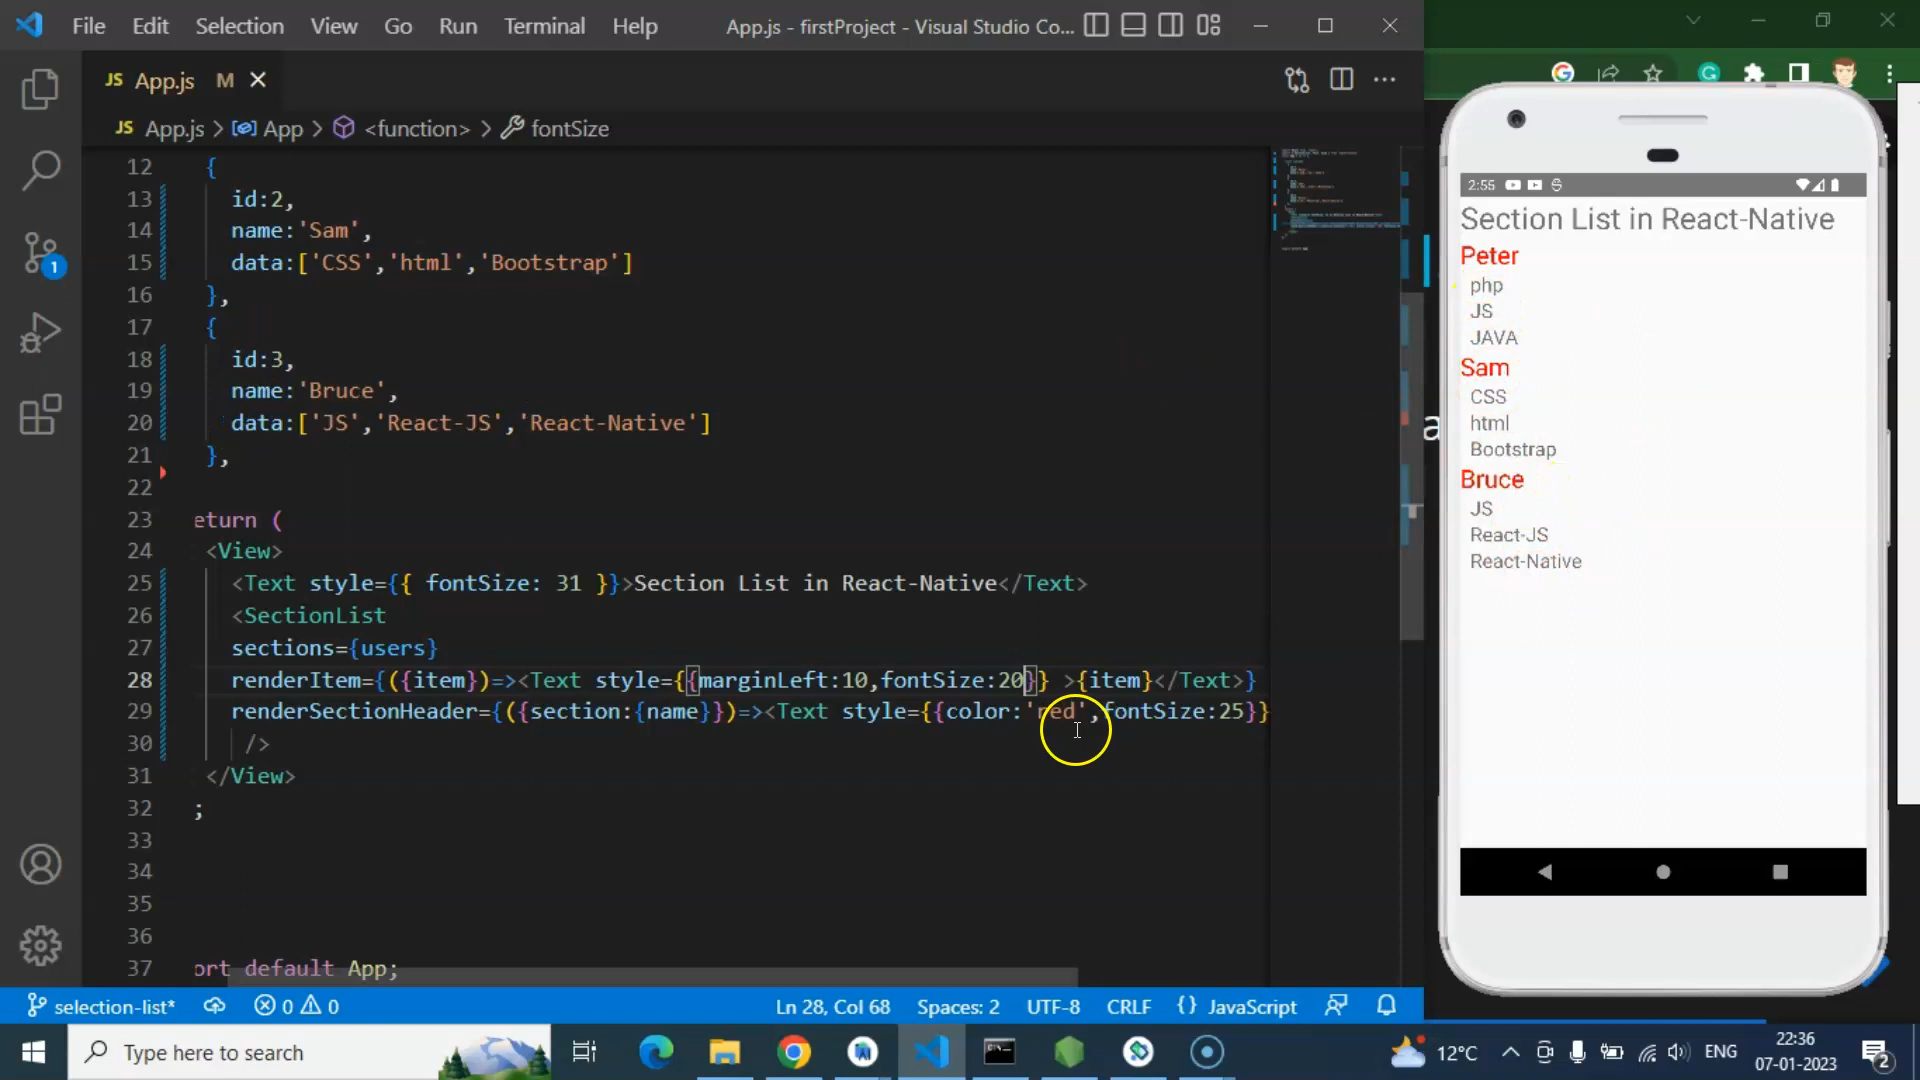 File Edit Selection View Go Run Terminal Help App.js - firstProject - Visual Studio Co...
JS App.js M
JS App.js > App > <function> > fontSize
12 {
13 id:2,
14 name:'Sam',
15 data:['CSS','html','Bootstrap']
16 },
17 {
18 id:3,
19 name:'Bruce',
20 data:['JS','React-JS','React-Native']
21 },
22
23 eturn (
24 <View>
25 <Text style={{ fontSize: 31 }}>Section List in React-Native</Text>
26 <SectionList
27 sections={users}
28 renderItem={({item})=><Text style={{marginLeft:10,fontSize:20}} >{item}</Text>}
29 renderSectionHeader={({section:{name}})=><Text style={{color:'red',fontSize:25}}
30 />
31 </View>
32 ;
33
34
35
36
37 ort default App;
selection-list* 0 0 Ln 28, Col 68 Spaces: 2 UTF-8 CRLF {} JavaScript
1
2:55
Section List in React-Native
Peter
php
JS
JAVA
Sam
CSS
html
Bootstrap
Bruce
JS
React-JS
React-Native
a
Type here to search
12°C ENG
22:36
07-01-2023
2